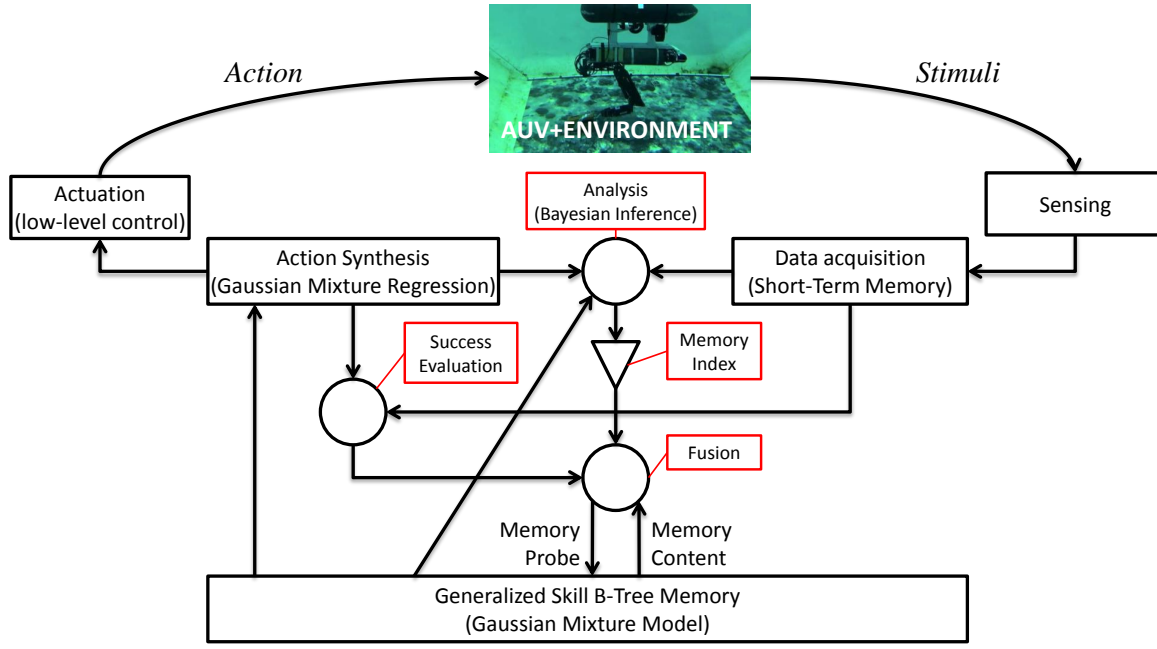 Action
Stimuli
AUV+ENVIRONMENT
Actuation
(low-level control)
Analysis
(Bayesian Inference)
Sensing
Action Synthesis
(Gaussian Mixture Regression)
Data acquisition
(Short-Term Memory)
Success
Evaluation
Memory
Index
Fusion
Memory
Probe
Memory
Content
Generalized Skill B-Tree Memory
(Gaussian Mixture Model)